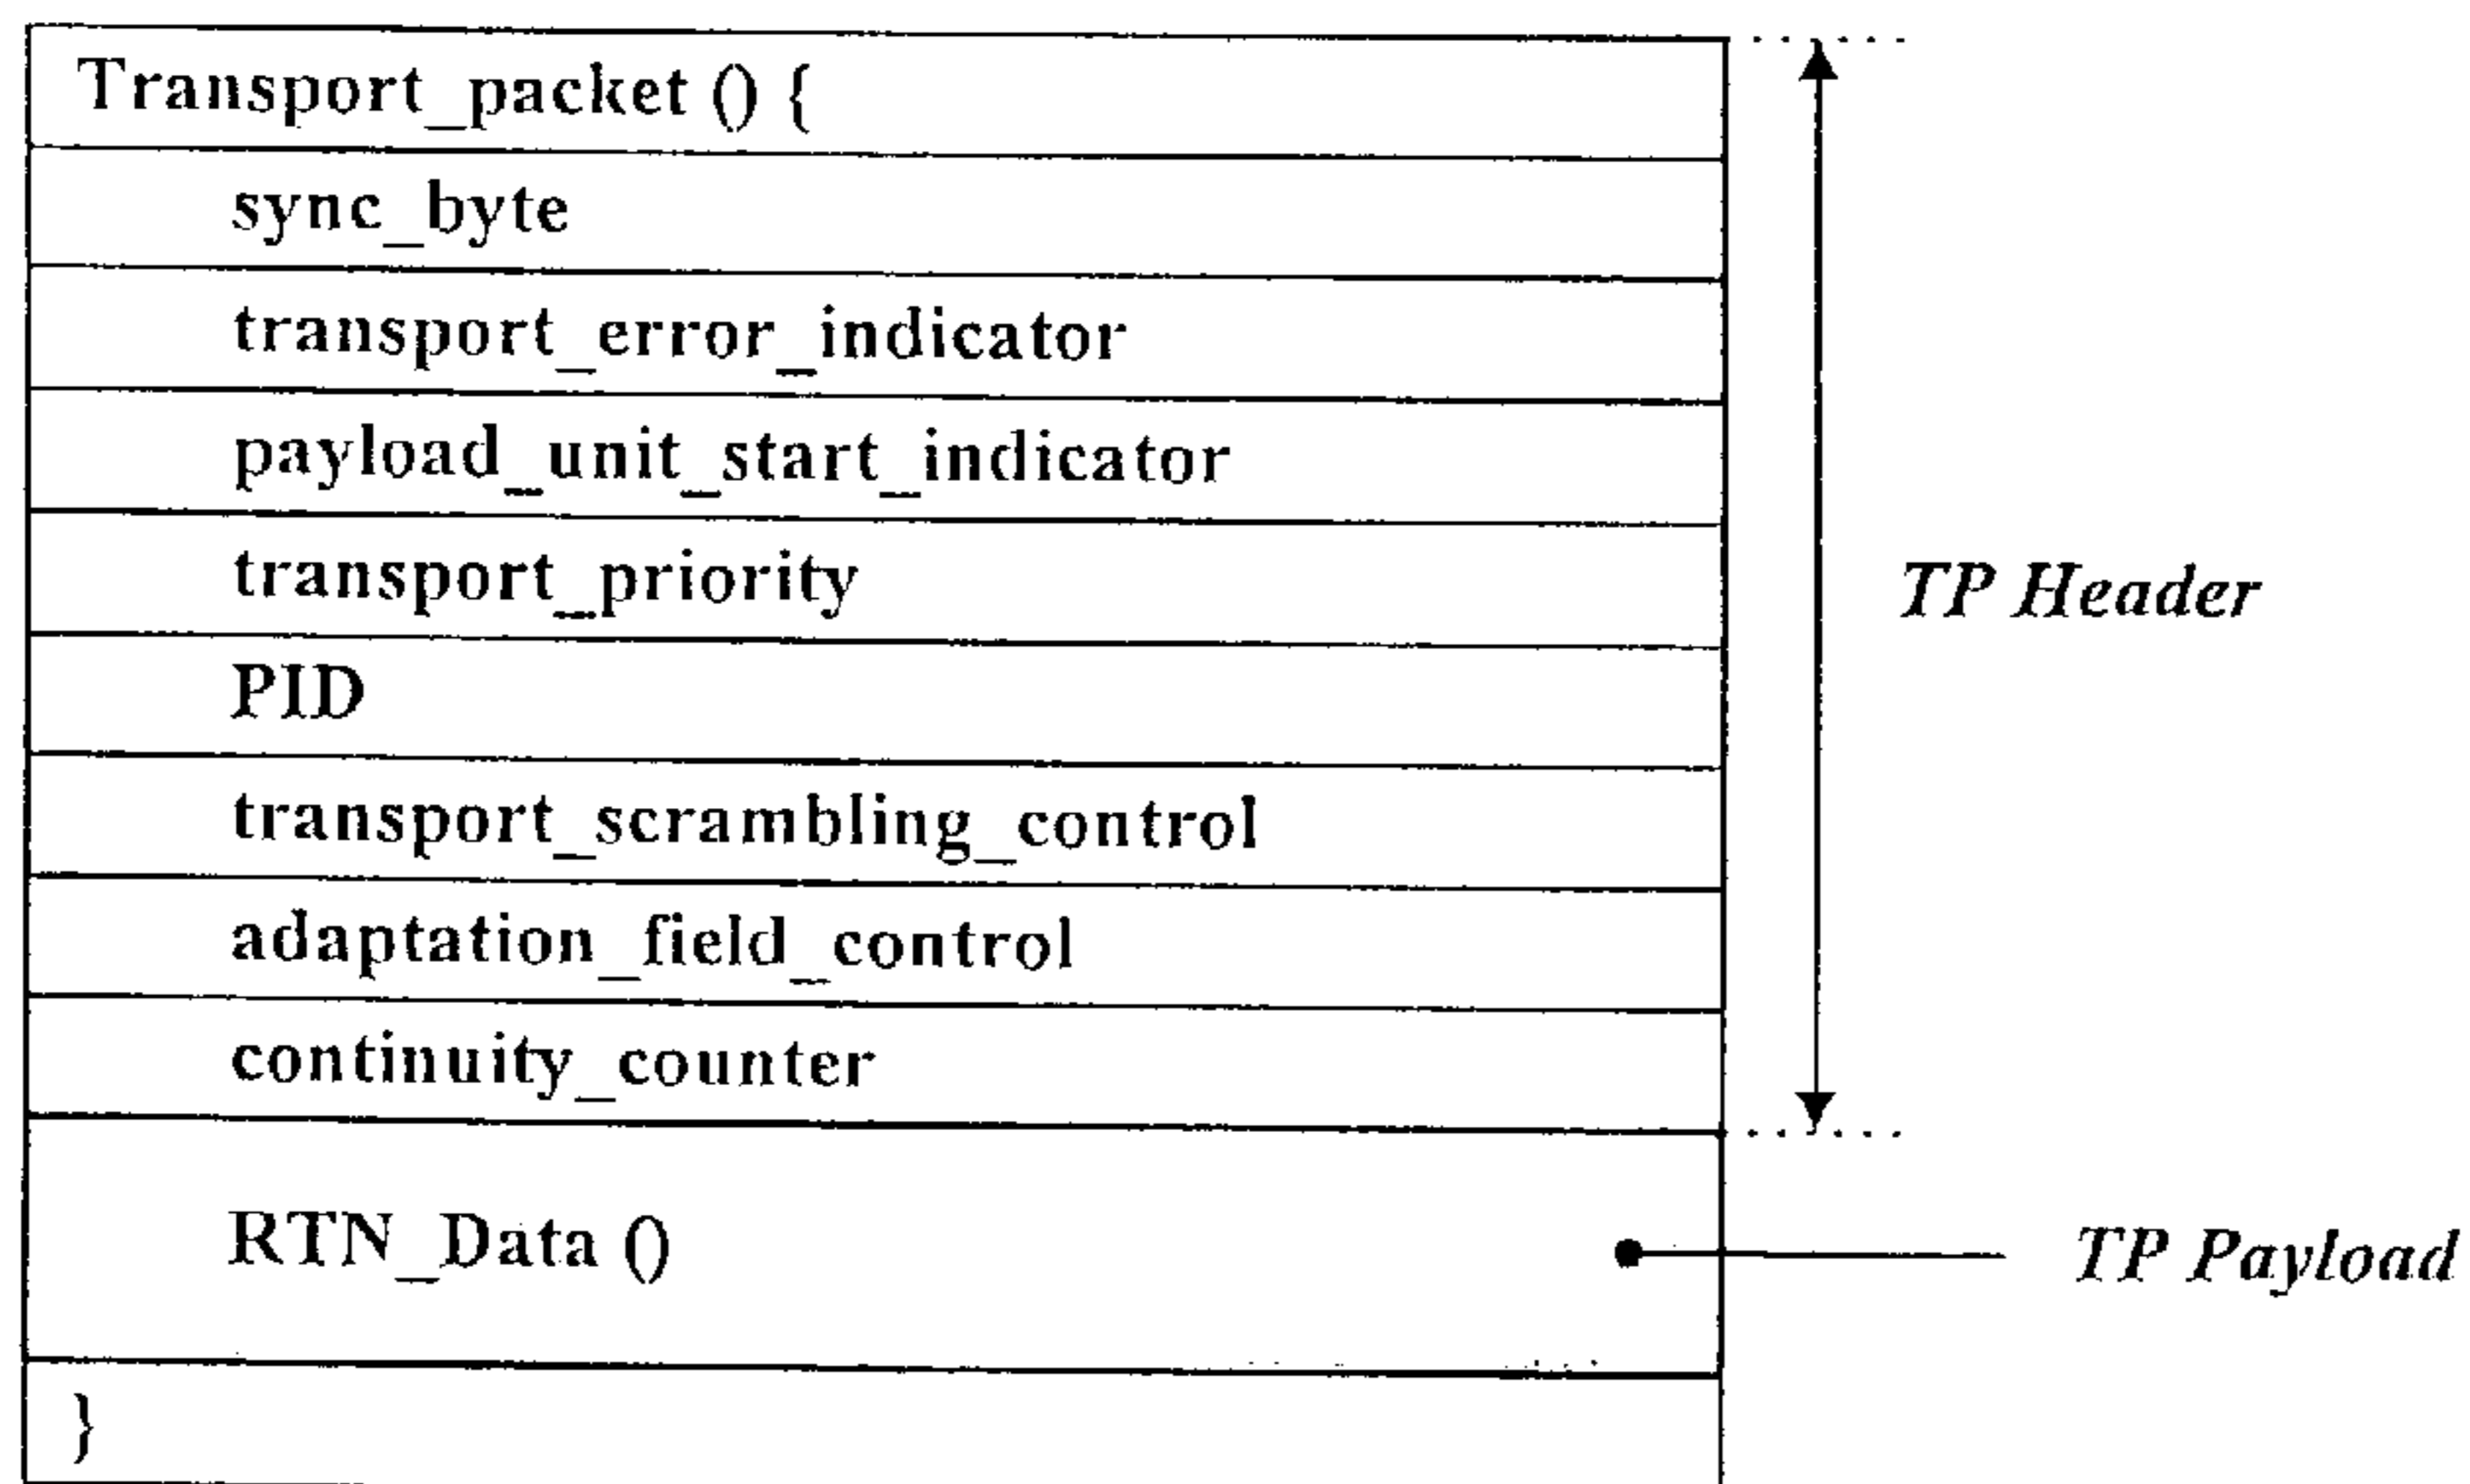 Transport_packet () {
sync_byte
transport_error_indicator
payload_unit_start_indicator
transport_priority
TP Header
PID
transport_scrambling_control
adaptation_field_control
continuity_counter
RTN_Data ()
TP Payload
}